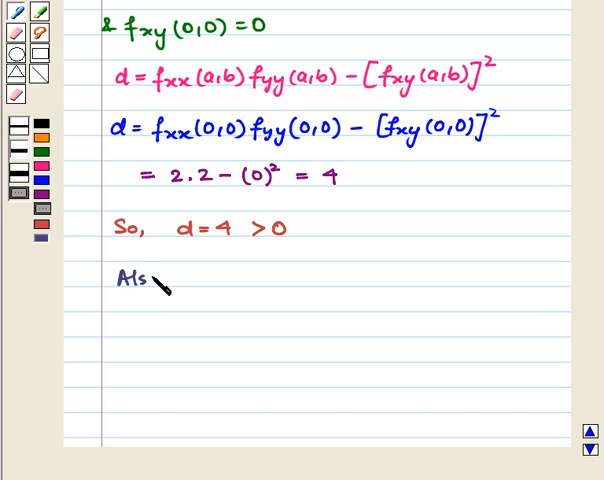 & fxy(0,0) = 0
d = fxx(a,b) fyy(a,b) − [fxy(a,b)]²
d = fxx(0,0) fyy(0,0) − [fxy(0,0)]²
= 2.2 − (0)² = 4
So, d = 4 > 0
Als